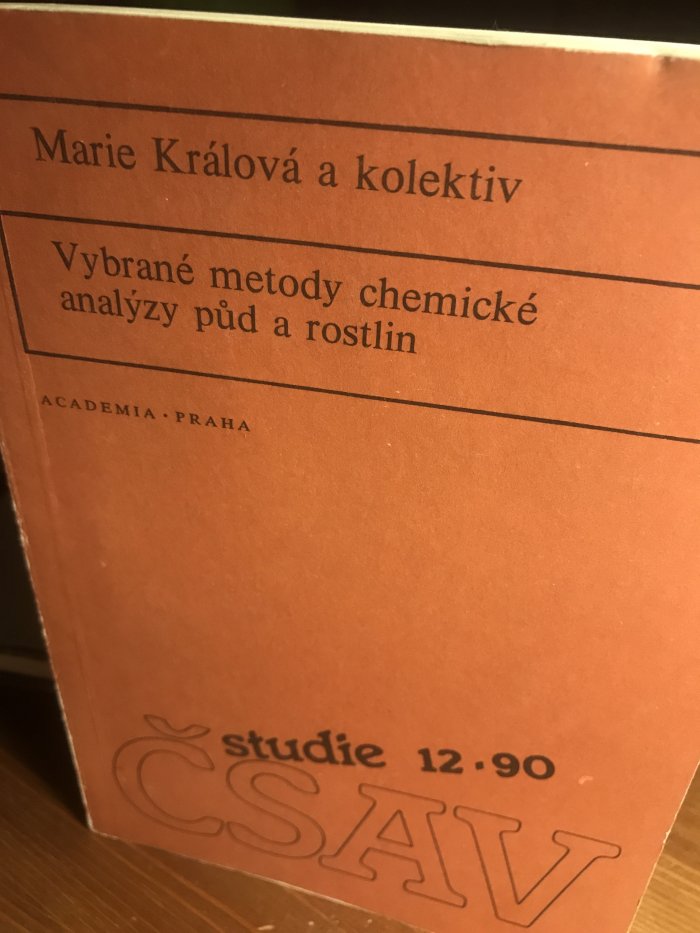 Marie Králová a kolektiv
Vybrané metody chemické
analýzy půd a rostlin
ACADEMIA · PRAHA
studie 12 · 90
ČSAV